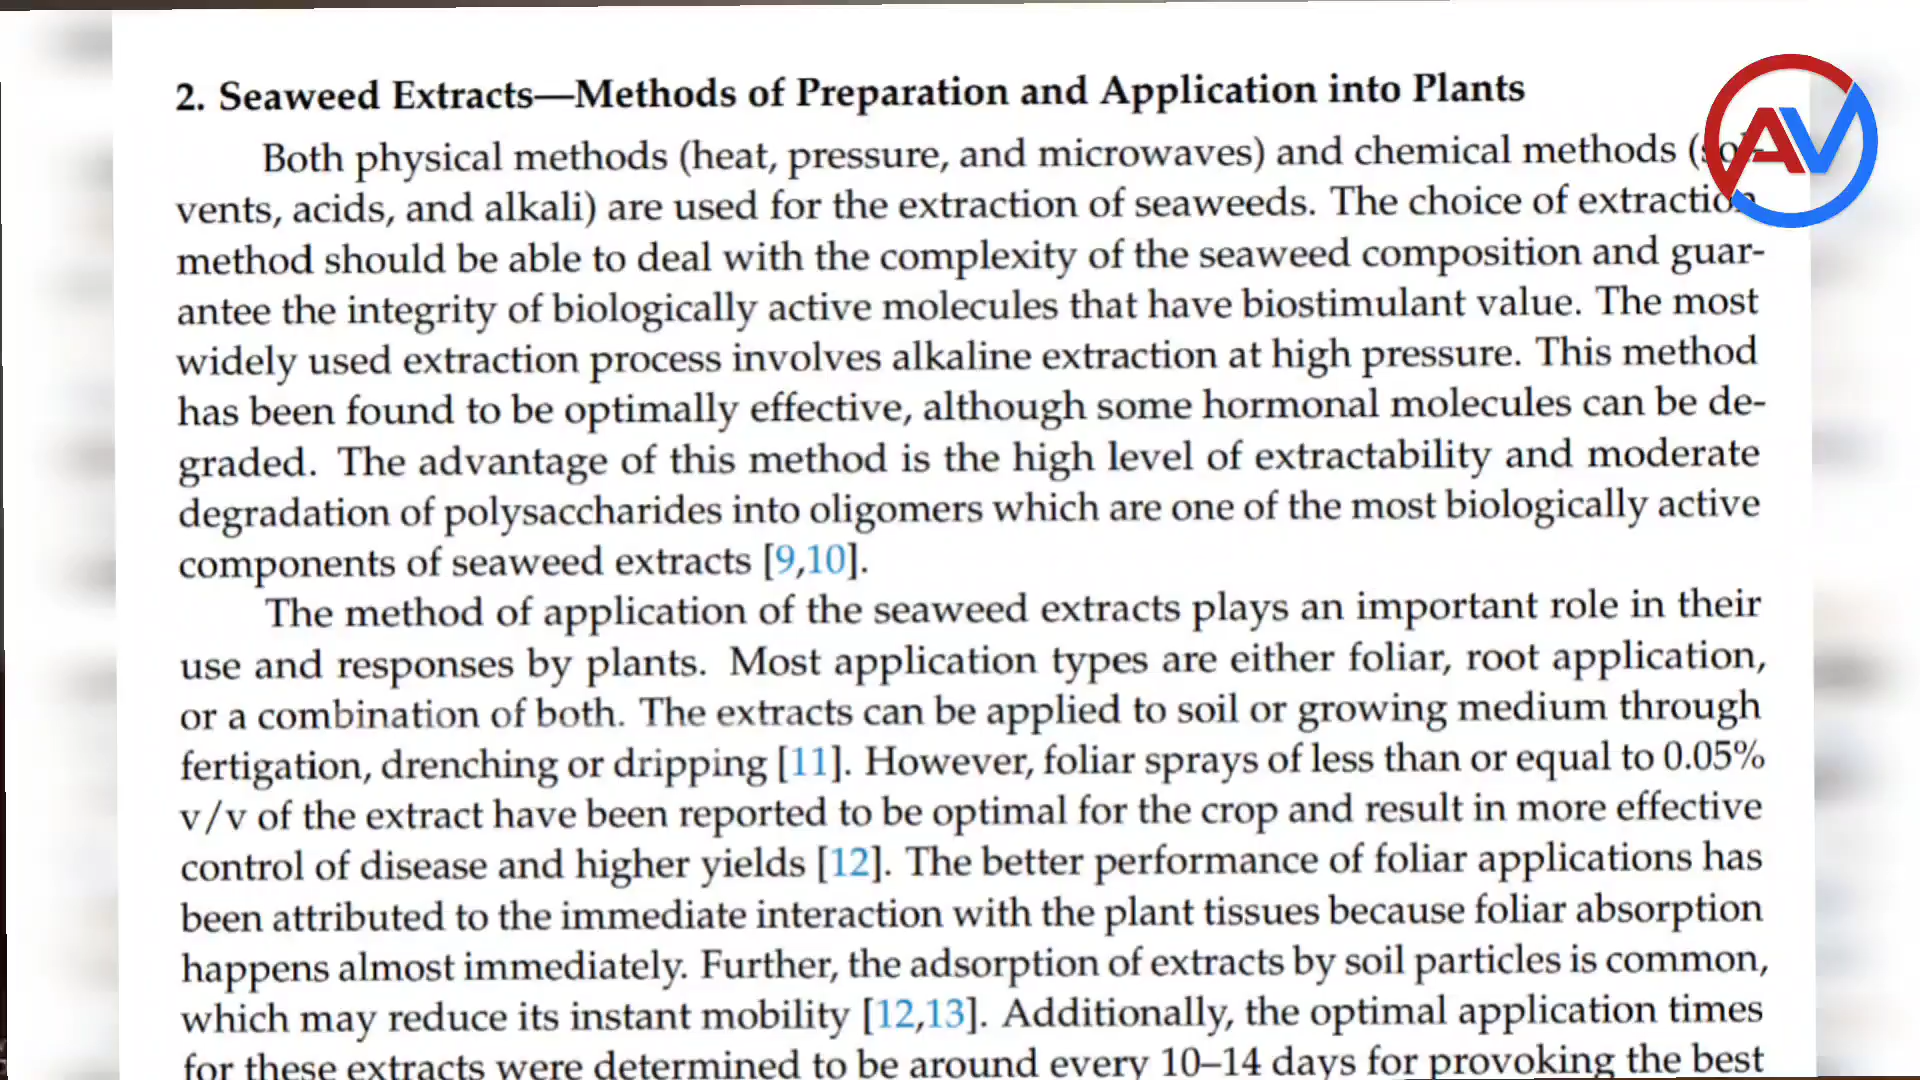 2. Seaweed Extracts—Methods of Preparation and Application into Plants
Both physical methods (heat, pressure, and microwaves) and chemical methods (sol-
vents, acids, and alkali) are used for the extraction of seaweeds. The choice of extraction
method should be able to deal with the complexity of the seaweed composition and guar-
antee the integrity of biologically active molecules that have biostimulant value. The most
widely used extraction process involves alkaline extraction at high pressure. This method
has been found to be optimally effective, although some hormonal molecules can be de-
graded. The advantage of this method is the high level of extractability and moderate
degradation of polysaccharides into oligomers which are one of the most biologically active
components of seaweed extracts [9,10].
The method of application of the seaweed extracts plays an important role in their
use and responses by plants. Most application types are either foliar, root application,
or a combination of both. The extracts can be applied to soil or growing medium through
fertigation, drenching or dripping [11]. However, foliar sprays of less than or equal to 0.05%
v/v of the extract have been reported to be optimal for the crop and result in more effective
control of disease and higher yields [12]. The better performance of foliar applications has
been attributed to the immediate interaction with the plant tissues because foliar absorption
happens almost immediately. Further, the adsorption of extracts by soil particles is common,
which may reduce its instant mobility [12,13]. Additionally, the optimal application times
for these extracts were determined to be around every 10–14 days for provoking the best
AV